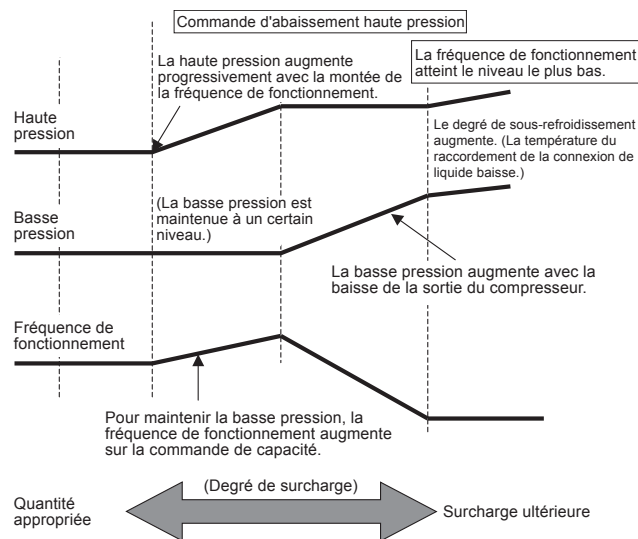 Commande d'abaissement haute pression
La haute pression augmente
progressivement avec la montée de
la fréquence de fonctionnement.
La fréquence de fonctionnement
atteint le niveau le plus bas.
Haute
pression
Le degré de sous-refroidissement
augmente. (La température du
raccordement de la connexion de
liquide baisse.)
(La basse pression est
maintenue à un certain
niveau.)
Basse
pression
La basse pression augmente avec la
baisse de la sortie du compresseur.
Fréquence de
fonctionnement
Pour maintenir la basse pression, la
fréquence de fonctionnement augmente
sur la commande de capacité.
Quantité
appropriée
(Degré de surcharge)
Surcharge ultérieure